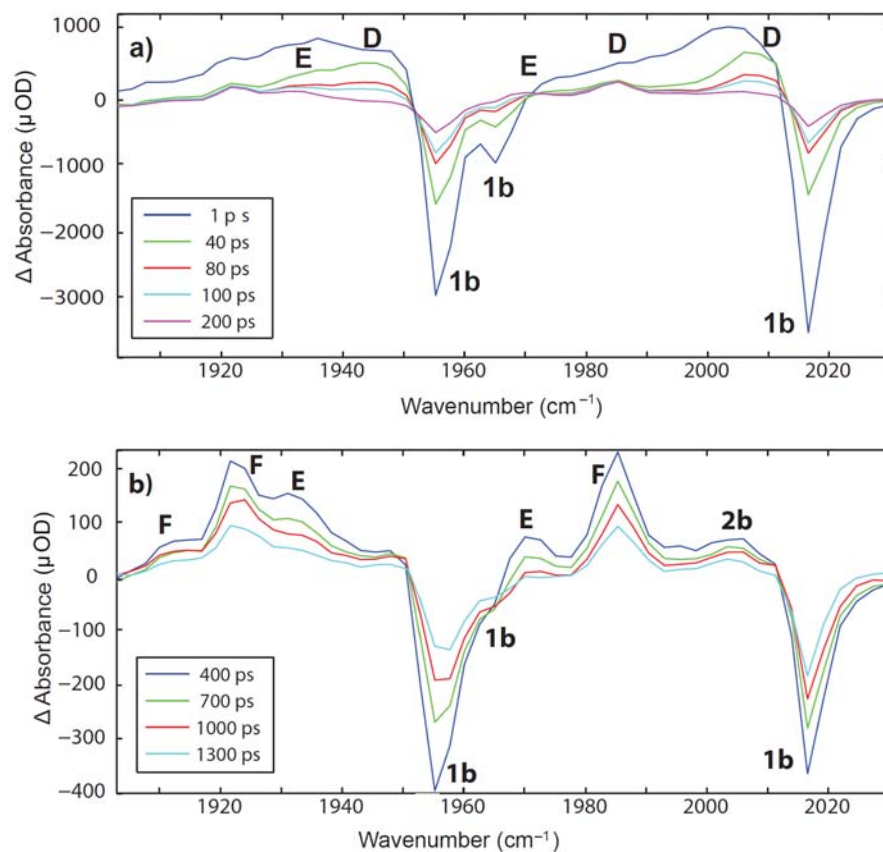 a)
1000
0
−1000
−2000
−3000
Δ Absorbance (μOD)
E
D
E
D
D
1b
1b
1b
1 p s
40 ps
80 ps
100 ps
200 ps
1920 1940 1960 1980 2000 2020
Wavenumber (cm⁻¹)
b)
200
100
0
−100
−200
−300
−400
Δ Absorbance (μOD)
F
F
E
E
F
2b
1b
1b
1b
400 ps
700 ps
1000 ps
1300 ps
1920 1940 1960 1980 2000 2020
Wavenumber (cm⁻¹)